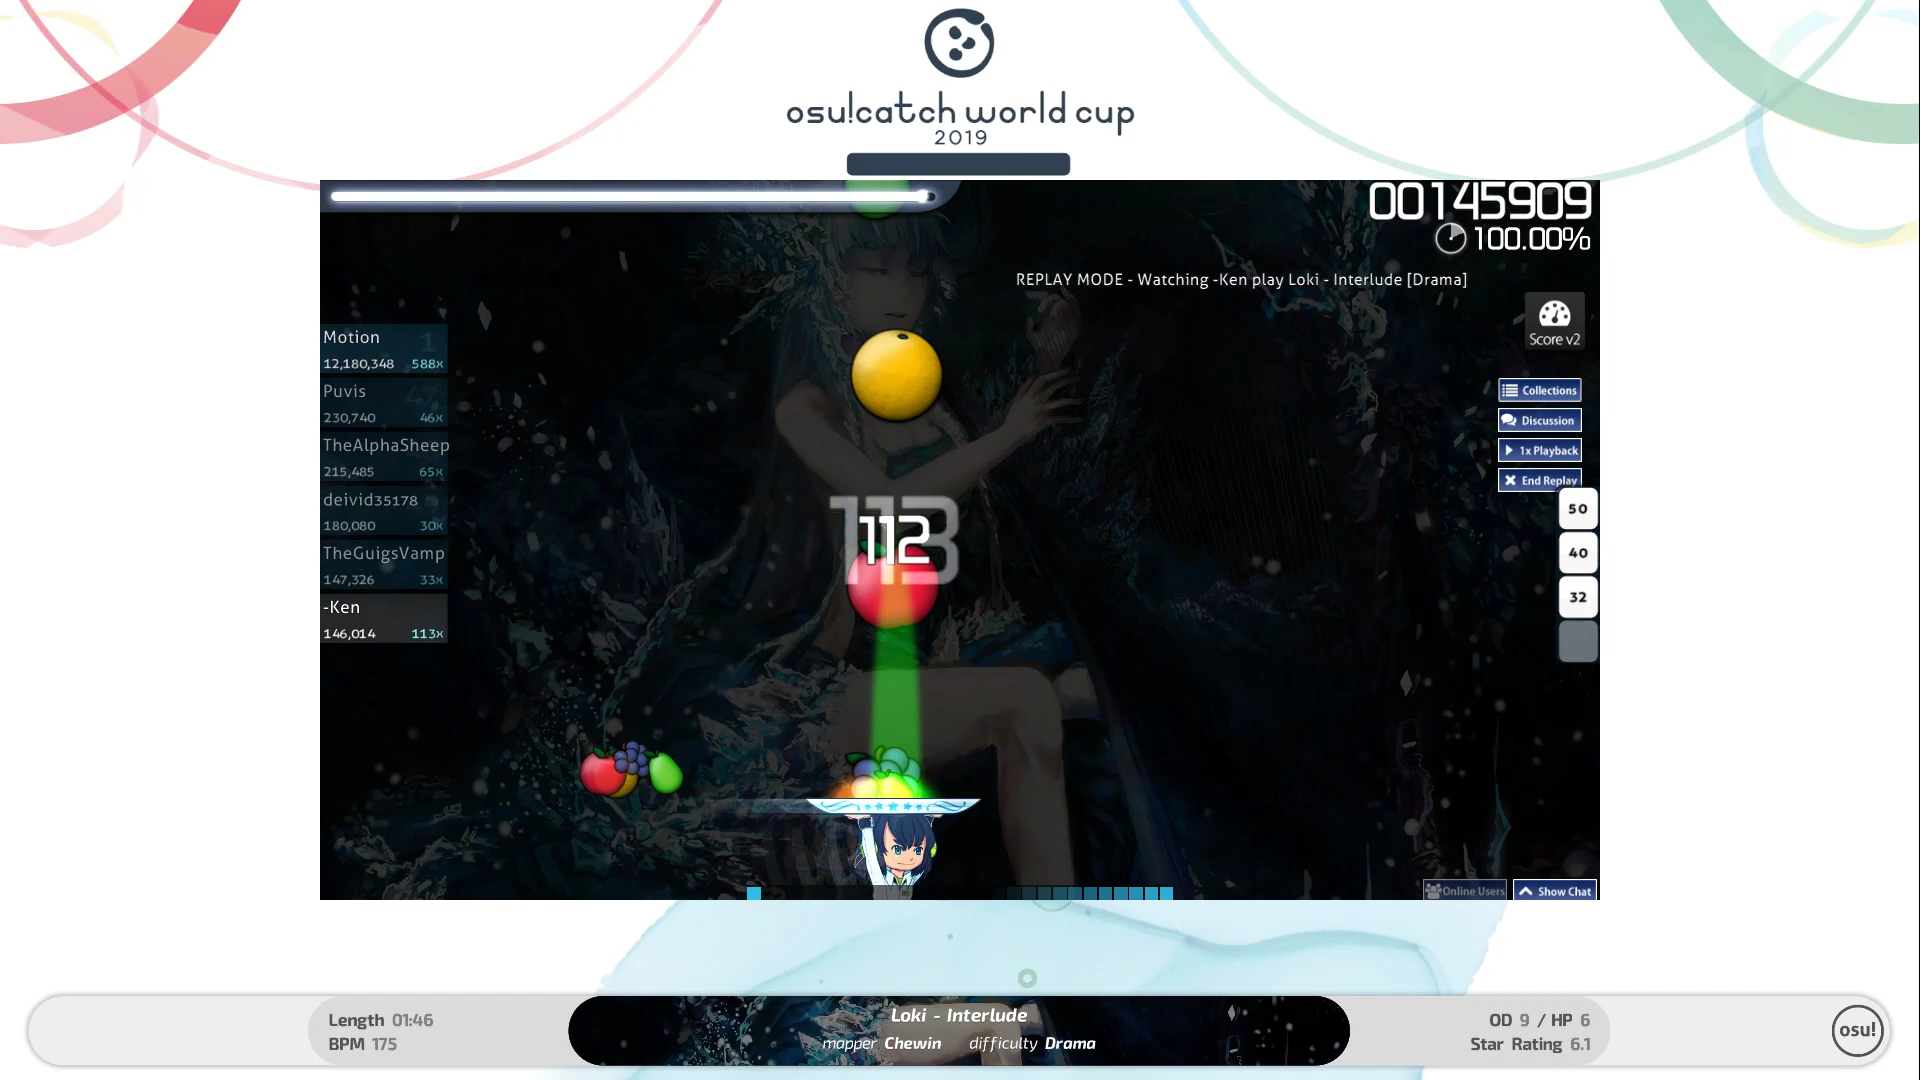 osu!catch world cup
2019
00145909
100.00%
REPLAY MODE - Watching -Ken play Loki - Interlude [Drama]
Score v2
Motion
1
12,180,348 588x
Puvis
47
230,740 46x
TheAlphaSheep
215,485 65x
deivid35178
180,080 30x
TheGuigsVamp
147,326 33x
-Ken
146,014 113x
113
112
Collections
Discussion
1x Playback
End Replay
50
40
32
Online Users
Show Chat
Length 01:46
BPM 175
Loki - Interlude
mapper Chewin difficulty Drama
OD 9 / HP 6
Star Rating 6.1
osu!